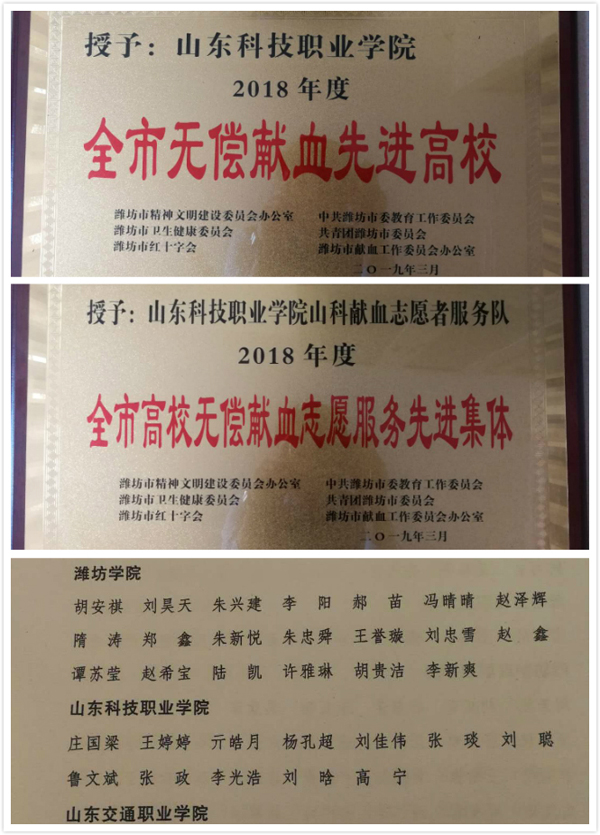 授予：山东科技职业学院
2018 年度
全市无偿献血先进高校
潍坊市精神文明建设委员会办公室 中共潍坊市委教育工作委员会
潍坊市卫生健康委员会 共青团潍坊市委员会
潍坊市红十字会 潍坊市献血工作委员会办公室
二〇一九年三月
授予：山东科技职业学院山科献血志愿者服务队
2018 年度
全市高校无偿献血志愿服务先进集体
潍坊市精神文明建设委员会办公室 中共潍坊市委教育工作委员会
潍坊市卫生健康委员会 共青团潍坊市委员会
潍坊市红十字会 潍坊市献血工作委员会办公室
二〇一九年三月
潍坊学院
胡安祺 刘昊天 朱兴建 李 阳 郝 苗 冯晴晴 赵泽辉
隋 涛 郑 鑫 朱新悦 朱忠舜 王誉璇 刘忠雪 赵 鑫
谭苏莹 赵希宝 陆 凯 许雅琳 胡贵洁 李新爽
山东科技职业学院
庄国梁 王婷婷 亓皓月 杨孔超 刘佳伟 张 琰 刘 聪
鲁文斌 张 政 李光浩 刘 晗 高 宁
山东交通职业学院